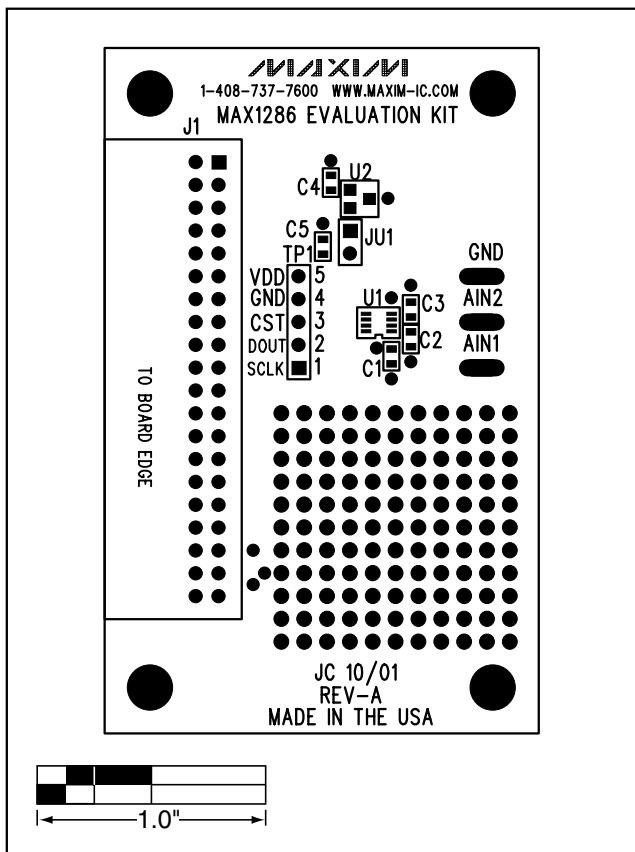 MAXIM
1-408-737-7600 WWW.MAXIM-IC.COM
MAX1286 EVALUATION KIT
J1
U2
C4
C5
JU1
TP1
GND
VDD 5
U1
C3
AIN2
GND 4
CST 3
C2
AIN1
DOUT 2
SCLK 1
C1
TO BOARD EDGE
JC 10/01
REV-A
MADE IN THE USA
1.0"